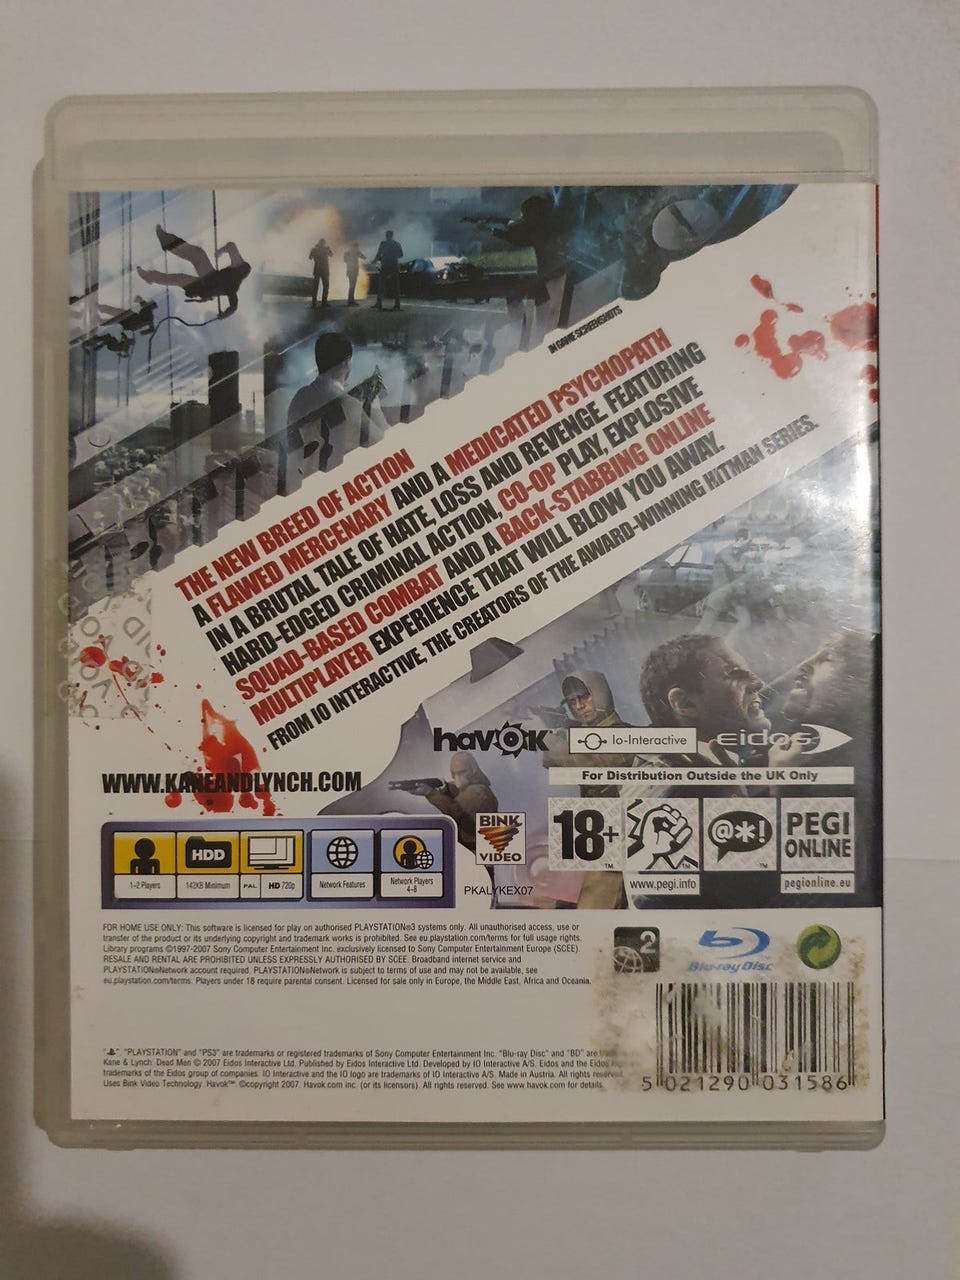 IN GAME SCREENSHOTS
THE NEW BREED OF ACTION
A FLAWED MERCENARY AND A MEDICATED PSYCHOPATH
IN A BRUTAL TALE OF HATE, LOSS AND REVENGE. FEATURING
HARD-EDGED CRIMINAL ACTION, CO-OP PLAY, EXPLOSIVE
SQUAD-BASED COMBAT AND A BACK-STABBING ONLINE
MULTIPLAYER EXPERIENCE THAT WILL BLOW YOU AWAY.
FROM IO INTERACTIVE, THE CREATORS OF THE AWARD-WINNING HITMAN SERIES.
havok
Io-Interactive
eidos
WWW.KANEANDLYNCH.COM
For Distribution Outside the UK Only
1-2 Players
HDD
142KB Minimum
PAL HD 720p
Network Features
Network Players
4-8
BINK
VIDEO
PKALYKEX07
18+™
™
www.pegi.info
@*!
™
PEGI
ONLINE
pegionline.eu
FOR HOME USE ONLY: This software is licensed for play on authorised PLAYSTATION®3 systems only. All unauthorised access, use or
transfer of the product or its underlying copyright and trademark works is prohibited. See eu.playstation.com/terms for full usage rights.
Library programs ©1997-2007 Sony Computer Entertainment Inc. exclusively licensed to Sony Computer Entertainment Europe (SCEE).
RESALE AND RENTAL ARE PROHIBITED UNLESS EXPRESSLY AUTHORISED BY SCEE. Broadband internet service and
PLAYSTATION®Network account required. PLAYSTATION®Network is subject to terms of use and may not be available, see
eu.playstation.com/terms. Players under 18 require parental consent. Licensed for sale only in Europe, the Middle East, Africa and Oceania.
2
Blu-ray Disc
"PLAYSTATION" and "PS3" are trademarks or registered trademarks of Sony Computer Entertainment Inc. "Blu-ray Disc" and "BD" are
Kane & Lynch: Dead Men © 2007 Eidos Interactive Ltd. Published by Eidos Interactive Ltd. Developed by IO Interactive A/S. Eidos and the Eidos
trademarks of the Eidos group of companies. IO Interactive and the IO logo are trademarks of IO Interactive A/S. Made in Austria. All rights
Uses Bink Video Technology. Havok™ ©copyright 2007. Havok.com inc. (or its licensors). All rights reserved. See www.havok.com for details.
5 021290 031586